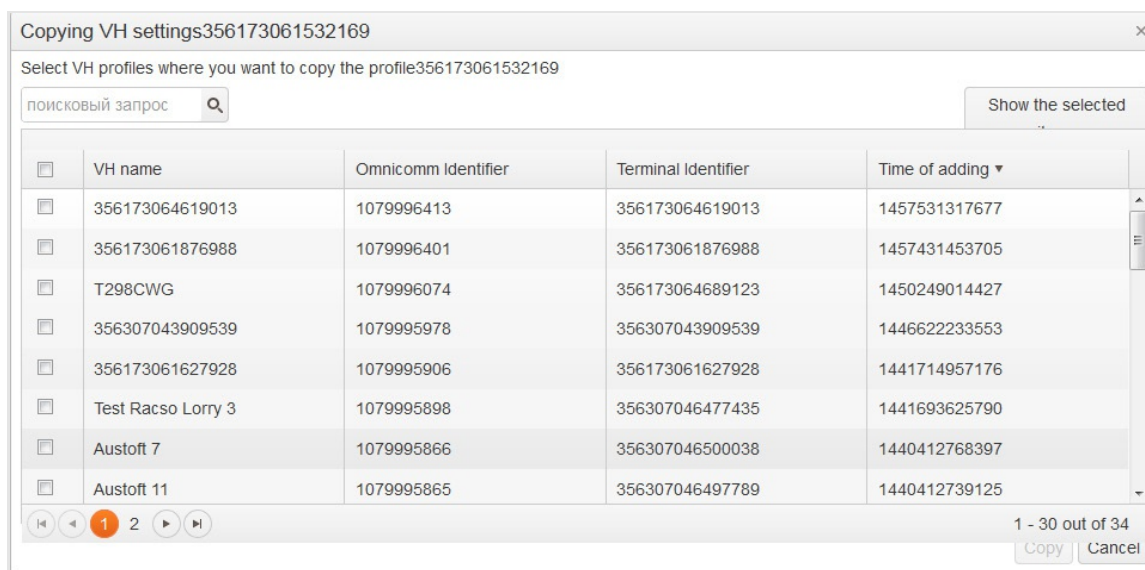 Copying VH settings356173061532169
Select VH profiles where you want to copy the profile356173061532169
поисковый запрос
Show the selected
VH name Omnicomm Identifier Terminal Identifier Time of adding
356173064619013 1079996413 356173064619013 1457531317677
356173061876988 1079996401 356173061876988 1457431453705
T298CWG 1079996074 356173064689123 1450249014427
356307043909539 1079995978 356307043909539 1446622233553
356173061627928 1079995906 356173061627928 1441714957176
Test Racso Lorry 3 1079995898 356307046477435 1441693625790
Austoft 7 1079995866 356307046500038 1440412768397
Austoft 11 1079995865 356307046497789 1440412739125
1 2 1 - 30 out of 34
Copy Cancel